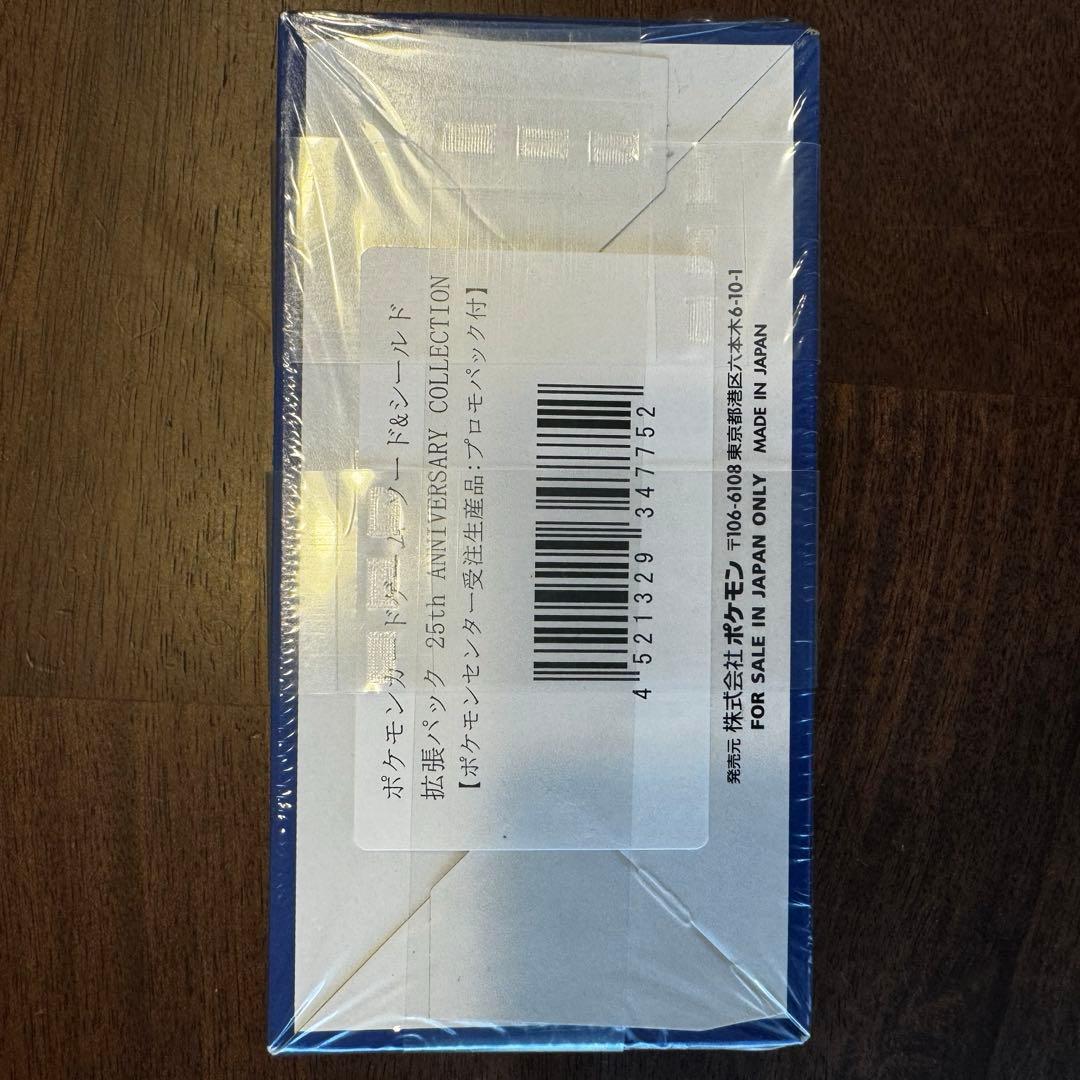 ポケモンカードゲーム ソード&シールド
拡張パック 25th ANNIVERSARY COLLECTION
【ポケモンセンター受注生産品:プロモパック付】
4 521329 347752
発売元 株式会社 ポケモン 〒106-6108 東京都港区六本木6-10-1
FOR SALE IN JAPAN ONLY MADE IN JAPAN